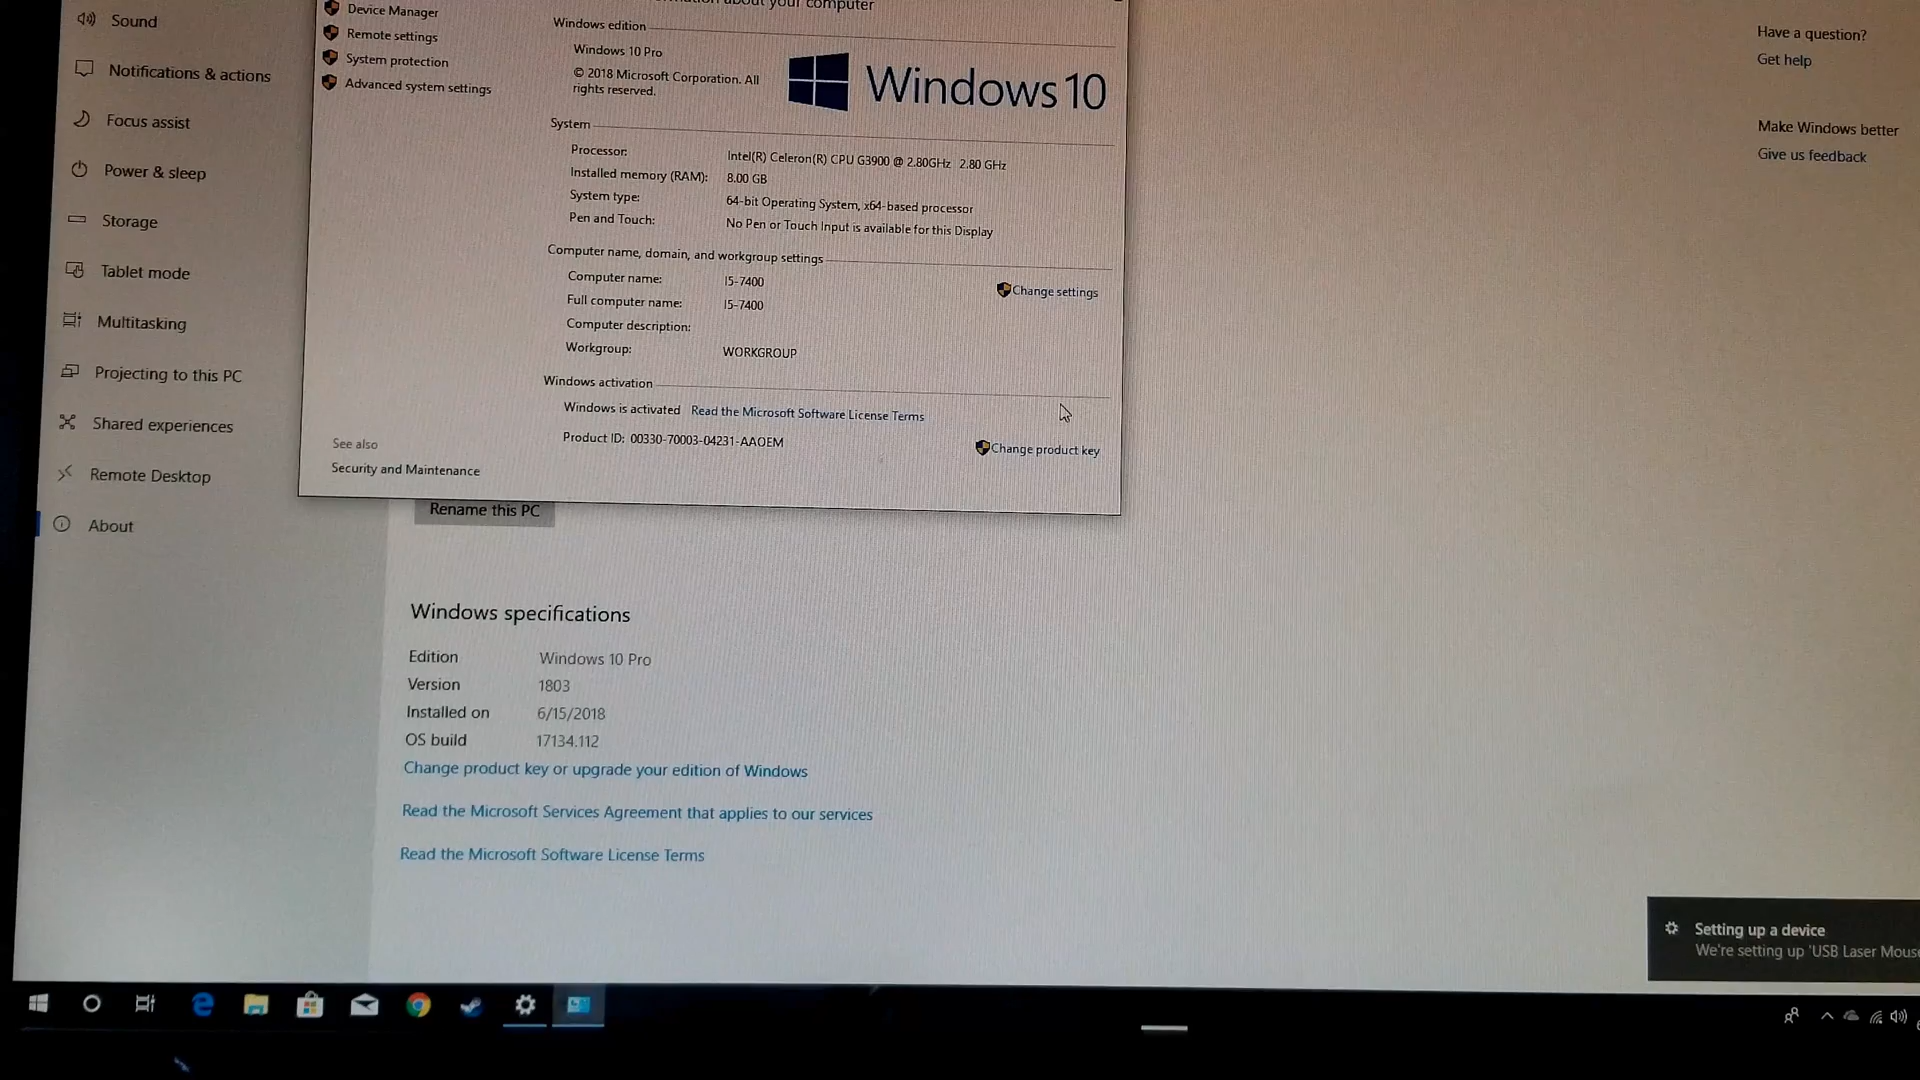 Sound
Notifications & actions
Focus assist
Power & sleep
Storage
Tablet mode
Multitasking
Projecting to this PC
Shared experiences
Remote Desktop
About
Device Manager
Remote settings
System protection
Advanced system settings
See also
Security and Maintenance
about your computer
Windows edition
Windows 10 Pro
© 2018 Microsoft Corporation. All
rights reserved.
Windows 10
System
Processor: Intel(R) Celeron(R) CPU G3900 @ 2.80GHz 2.80 GHz
Installed memory (RAM): 8.00 GB
System type: 64-bit Operating System, x64-based processor
Pen and Touch: No Pen or Touch Input is available for this Display
Computer name, domain, and workgroup settings
Computer name: I5-7400
Change settings
Full computer name: I5-7400
Computer description:
Workgroup: WORKGROUP
Windows activation
Windows is activated Read the Microsoft Software License Terms
Product ID: 00330-70003-04231-AAOEM
Change product key
Rename this PC
Windows specifications
Edition Windows 10 Pro
Version 1803
Installed on 6/15/2018
OS build 17134.112
Change product key or upgrade your edition of Windows
Read the Microsoft Services Agreement that applies to our services
Read the Microsoft Software License Terms
Have a question?
Get help
Make Windows better
Give us feedback
Setting up a device
We're setting up 'USB Laser Mouse